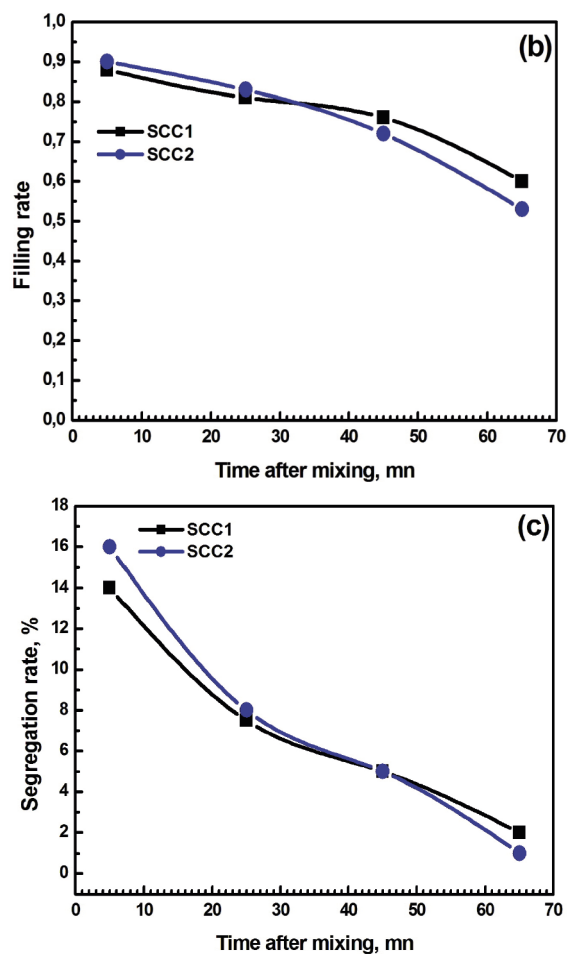 (b)
1,0
0,9
0,8
0,7
0,6
0,5
0,4
0,3
0,2
0,1
0,0
Filling rate
SCC1
SCC2
0 10 20 30 40 50 60 70
Time after mixing, mn
(c)
18
16
14
12
10
8
6
4
2
0
Segregation rate, %
SCC1
SCC2
0 10 20 30 40 50 60 70
Time after mixing, mn